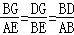 BG/AE = DG/BE = BD/AB